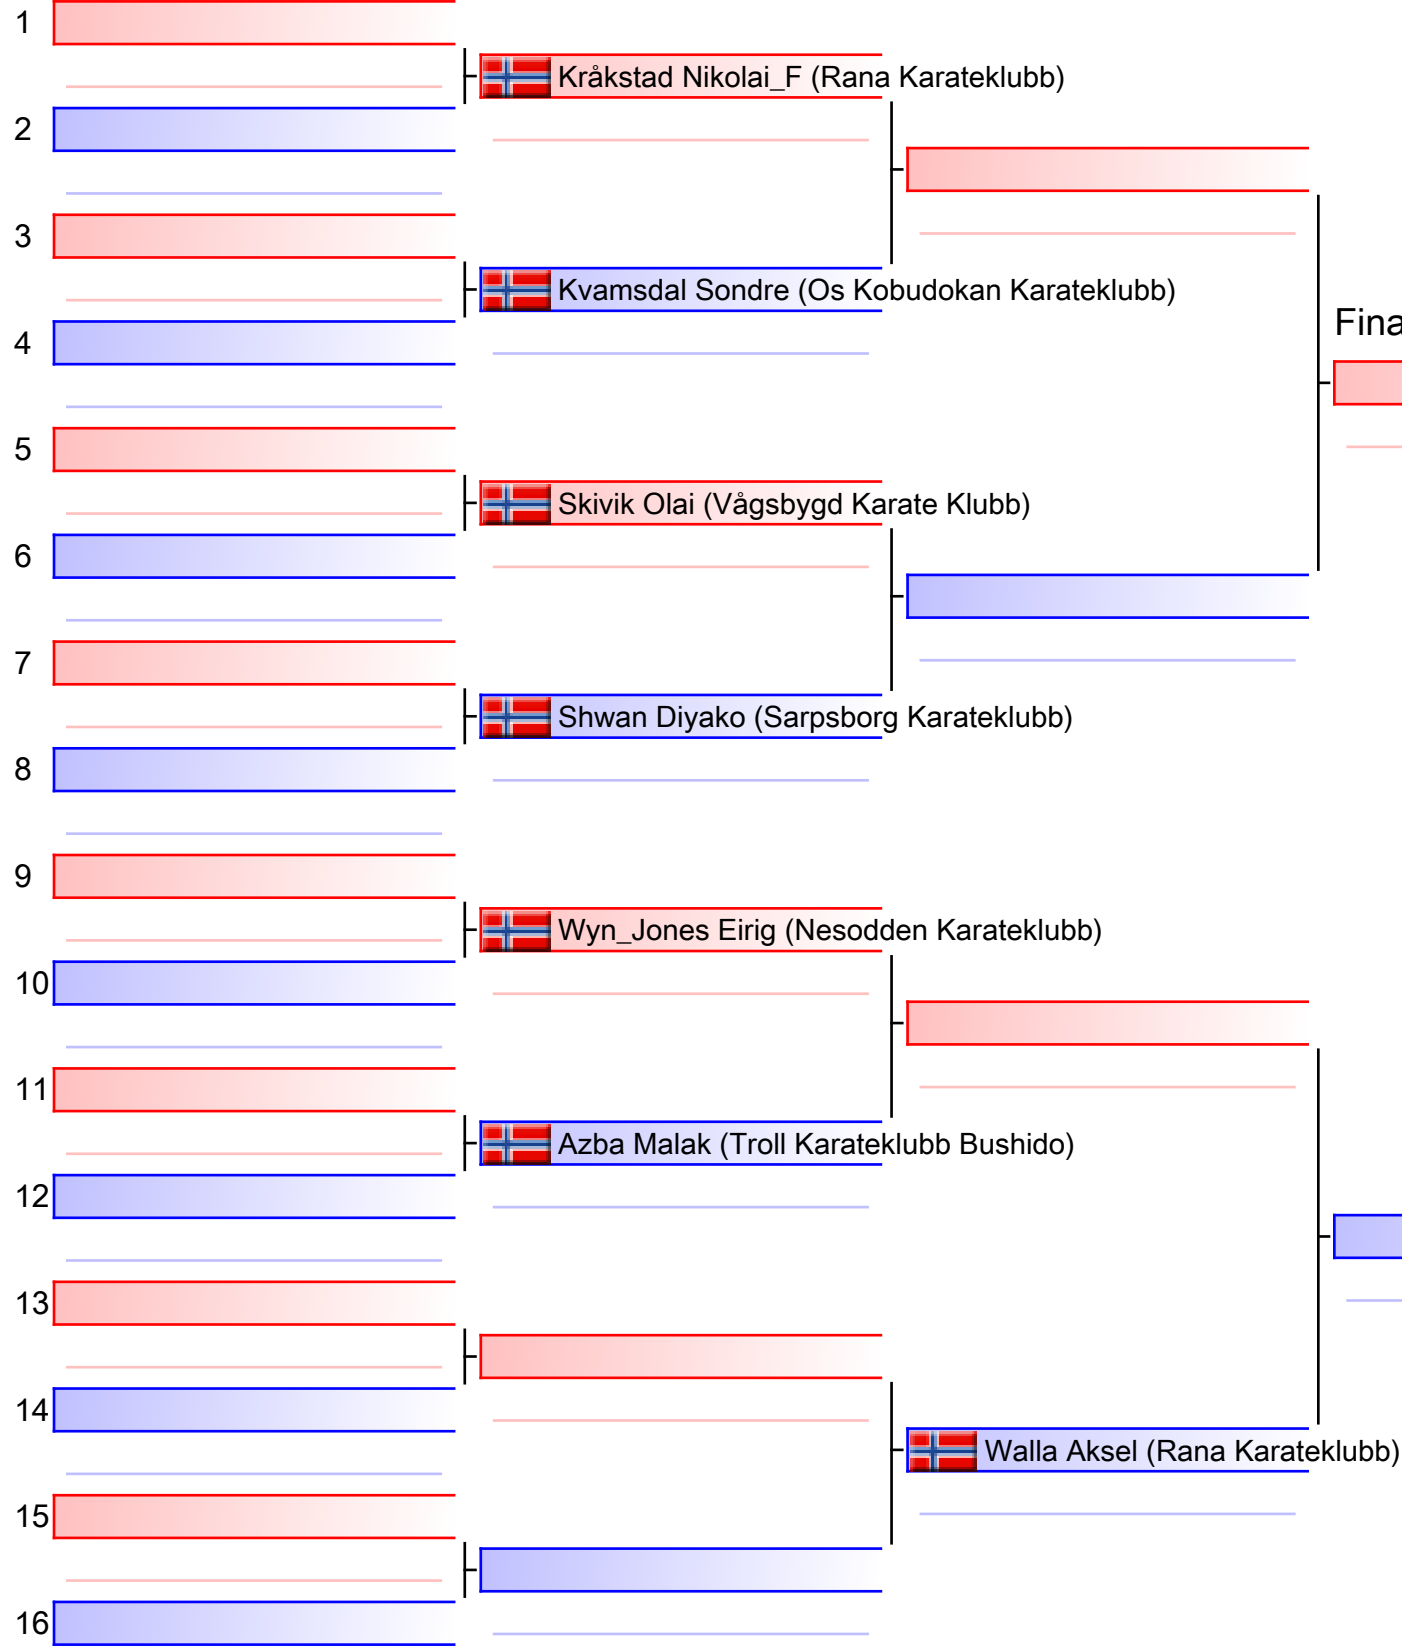 1
Kråkstad Nikolai_F (Rana Karateklubb)
2
3
Kvamsdal Sondre (Os Kobudokan Karateklubb)
4
Fina
5
Skivik Olai (Vågsbygd Karate Klubb)
6
7
Shwan Diyako (Sarpsborg Karateklubb)
8
9
Wyn_Jones Eirig (Nesodden Karateklubb)
10
11
Azba Malak (Troll Karateklubb Bushido)
12
13
14
Walla Aksel (Rana Karateklubb)
15
16